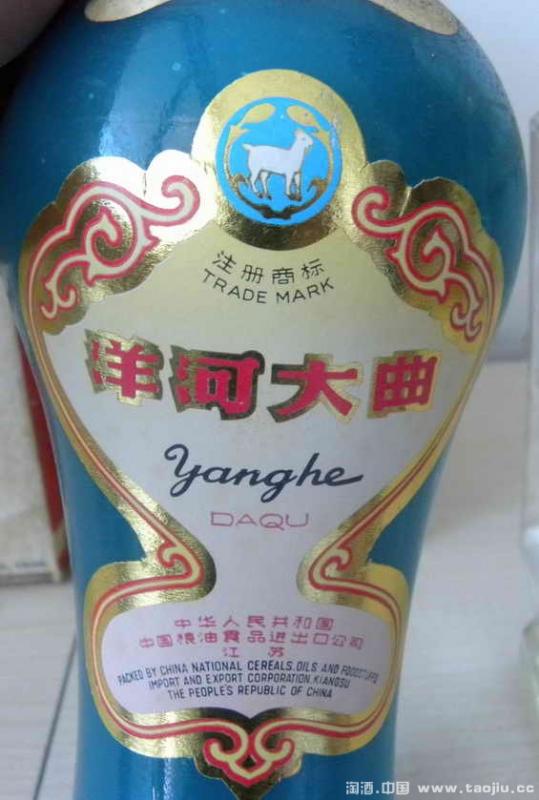 注册商标
TRADE MARK
洋河大曲
Yanghe
DAQU
中华人民共和国
中国粮油食品进出口公司
江苏
PACKED BY CHINA NATIONAL CEREALS, OILS AND FOODSTUFFS
IMPORT AND EXPORT CORPORATION, KIANGSU
THE PEOPLE'S REPUBLIC OF CHINA
淘酒.中国 www.taojiu.cc